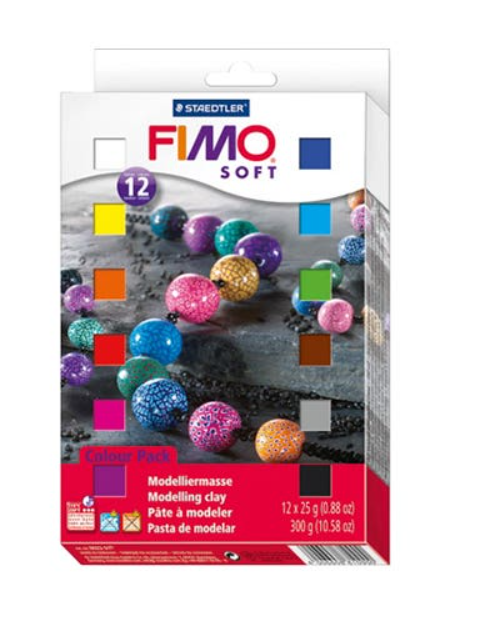 STAEDTLER
FIMO
SOFT
12
Colour Pack
Modelliermasse
Modelling clay
Pâte à modeler
Pasta de modelar
12 x 25 g (0.88 oz)
300 g (10.58 oz)